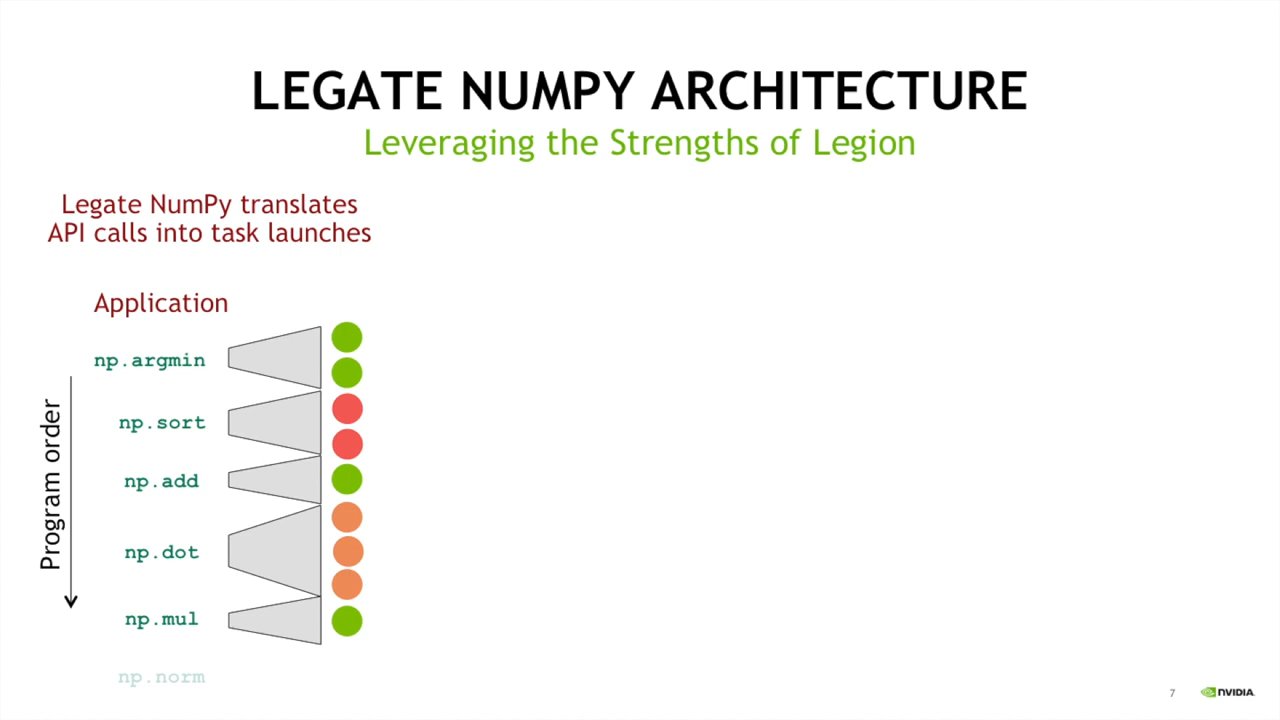 LEGATE NUMPY ARCHITECTURE
Leveraging the Strengths of Legion
Legate NumPy translates
API calls into task launches
Application
Program order
np.argmin
np.sort
np.add
np.dot
np.mul
np.norm
7
NVIDIA.